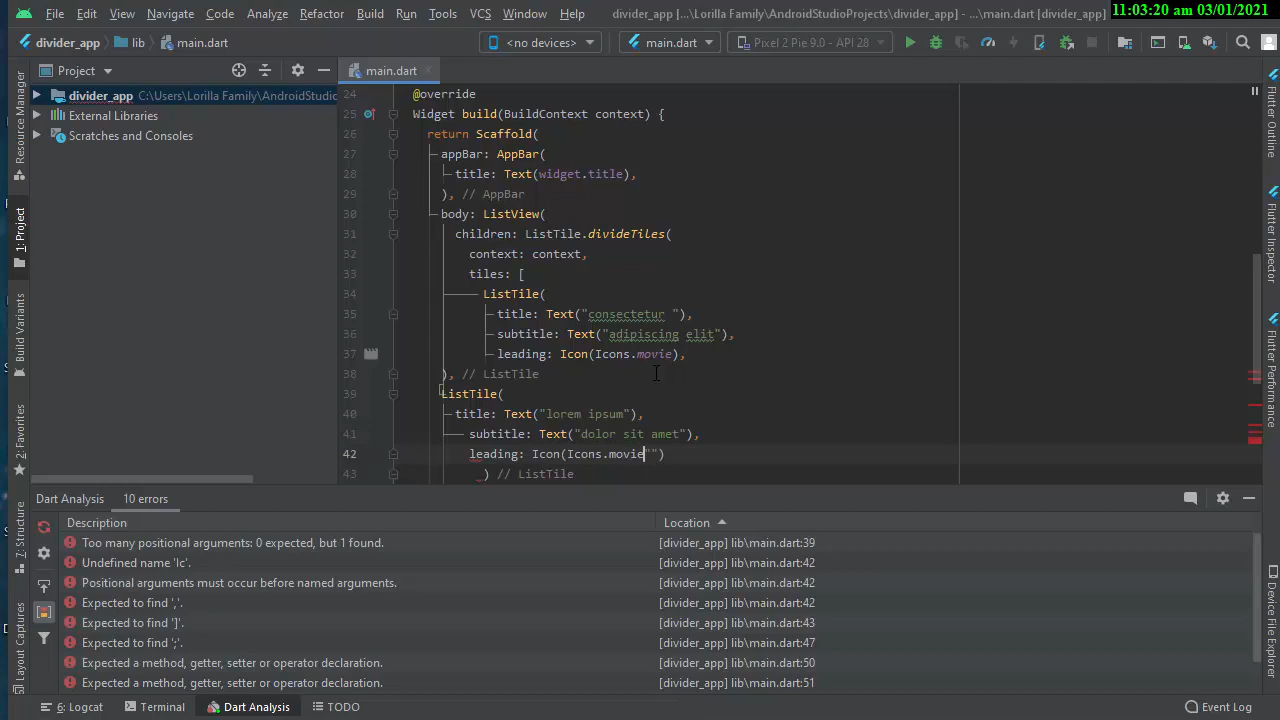 File Edit View Navigate Code Analyze Refactor Build Run Tools VCS Window Help divider_app [...\Lorilla Family\AndroidStudioProjects\divider_app] - ...\main.dart [divider_app] 11:03:20 am 03/01/2021
divider_app lib main.dart <no devices> main.dart Pixel 2 Pie 9.0 - API 28
Project main.dart
divider_app C:\Users\Lorilla Family\AndroidStudio
External Libraries
Scratches and Consoles
Resource Manager
1: Project
Build Variants
2: Favorites
7: Structure
Layout Captures
24 @override
25 Widget build(BuildContext context) {
26 return Scaffold(
27 appBar: AppBar(
28 title: Text(widget.title),
29 ), // AppBar
30 body: ListView(
31 children: ListTile.divideTiles(
32 context: context,
33 tiles: [
34 ListTile(
35 title: Text("consectetur "),
36 subtitle: Text("adipiscing elit"),
37 leading: Icon(Icons.movie),
38 ), // ListTile
39 ListTile(
40 title: Text("lorem ipsum"),
41 subtitle: Text("dolor sit amet"),
42 leading: Icon(Icons.movie"")
43 ) // ListTile
Flutter Outline
Flutter Inspector
Flutter Performance
Device File Explorer
Dart Analysis 10 errors
Description Location
Too many positional arguments: 0 expected, but 1 found. [divider_app] lib\main.dart:39
Undefined name 'Ic'. [divider_app] lib\main.dart:42
Positional arguments must occur before named arguments. [divider_app] lib\main.dart:42
Expected to find ','. [divider_app] lib\main.dart:42
Expected to find ']'. [divider_app] lib\main.dart:43
Expected to find ';'. [divider_app] lib\main.dart:47
Expected a method, getter, setter or operator declaration. [divider_app] lib\main.dart:50
Expected a method, getter, setter or operator declaration. [divider_app] lib\main.dart:51
6: Logcat Terminal Dart Analysis TODO Event Log